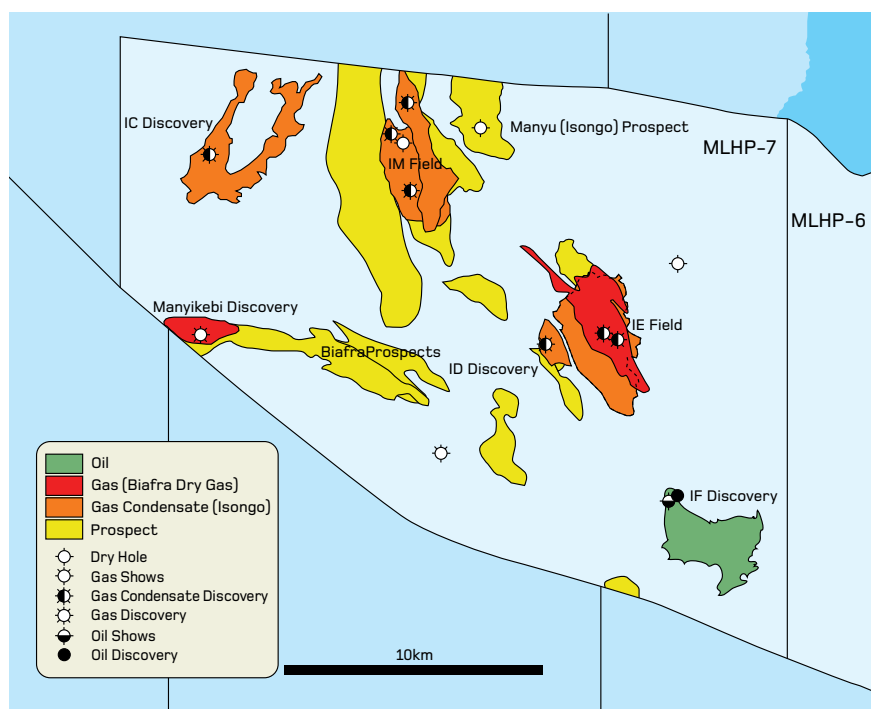 IC Discovery
Manyu (Isongo) Prospect
MLHP-7
IM Field
MLHP-6
Manyikebi Discovery
IE Field
BiafraProspects
ID Discovery
IF Discovery
Oil
Gas (Biafra Dry Gas)
Gas Condensate (Isongo)
Prospect
Dry Hole
Gas Shows
Gas Condensate Discovery
Gas Discovery
Oil Shows
Oil Discovery
10km